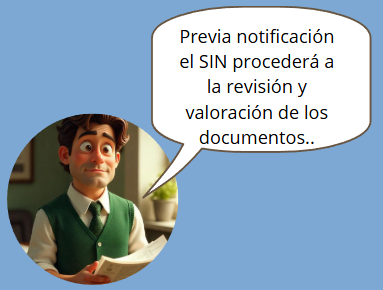 Previa notificación
el SIN procederá a
la revisión y
valoración de los
documentos..